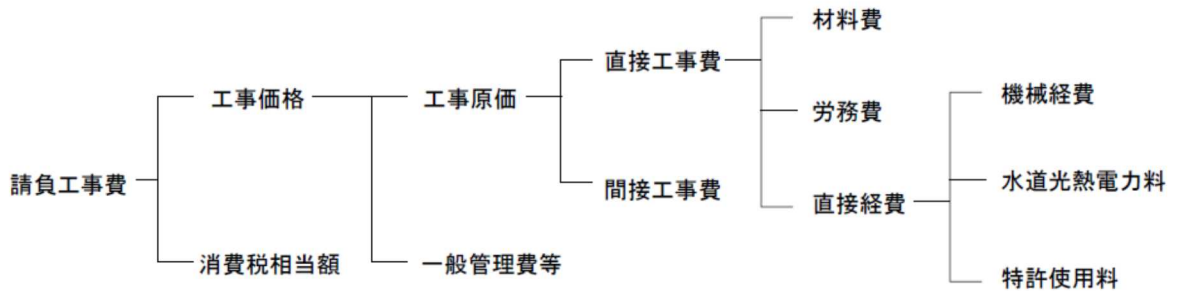 請負工事費
工事価格
消費税相当額
工事原価
一般管理費等
直接工事費
間接工事費
材料費
労務費
直接経費
機械経費
水道光熱電力料
特許使用料